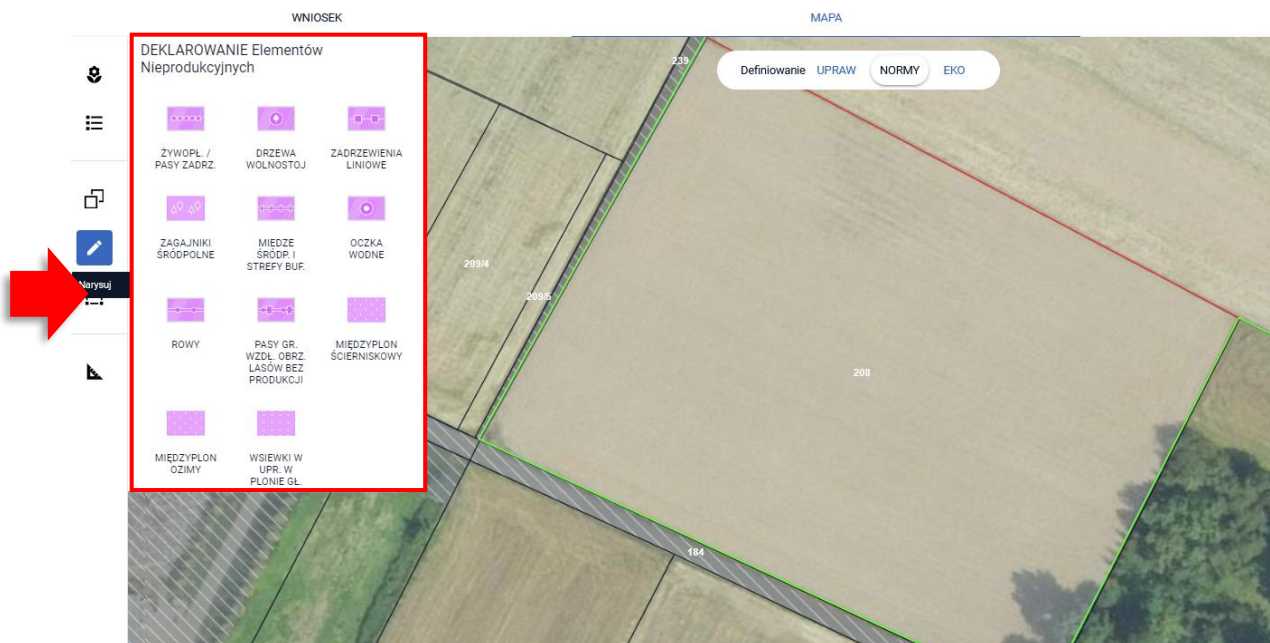 WNIOSEK
MAPA
DEKLAROWANIE Elementów
Nieprodukcyjnych
ŻYWOPŁ. /
PASY ZADRZ.
DRZEWA
WOLNOSTOJ
ZADRZEWIENIA
LINIOWE
ZAGAJNIKI
ŚRÓDPOLNE
MIEDZE
ŚRÓDP. I
STREFY BUF.
OCZKA
WODNE
ROWY
PASY GR.
WZDŁ. OBRZ.
LASÓW BEZ
PRODUKCJI
MIĘDZYPLON
ŚCIERNISKOWY
MIĘDZYPLON
OZIMY
WSIEWKI W
UPR. W
PLONIE GŁ.
Narysuj
Definiowanie UPRAW NORMY EKO
239
209/4
209/5
208
184